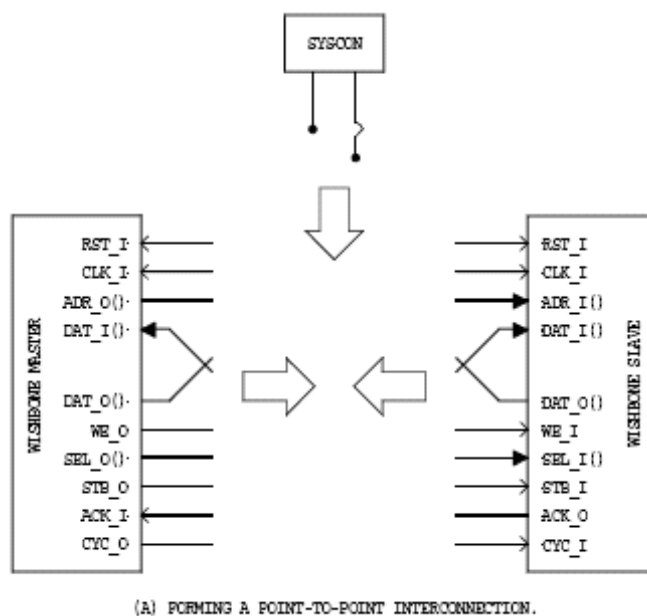 SYSCON
WISHBONE MASTER
RST_I
CLK_I
ADR_O()
DAT_I()
DAT_O()
WE_O
SEL_O()
STB_O
ACK_I
CYC_O
RST_I
CLK_I
ADR_I()
DAT_I()
DAT_O()
WE_I
SEL_I()
STB_I
ACK_O
CYC_I
WISHBONE SLAVE
(A) FORMING A POINT-TO-POINT INTERCONNECTION.